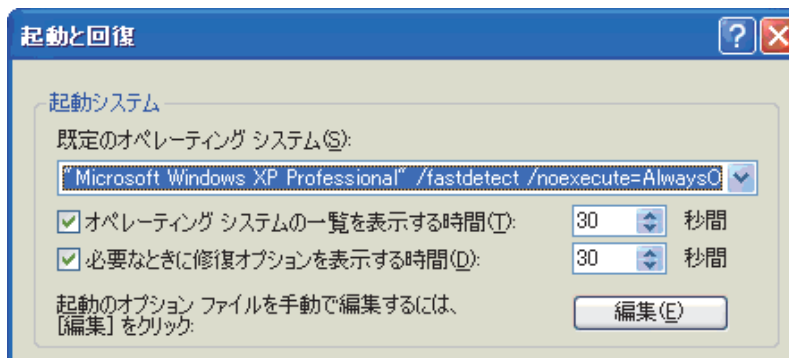 起動と回復
起動システム
既定のオペレーティング システム(S):
"Microsoft Windows XP Professional" /fastdetect /noexecute=AlwaysO
オペレーティング システムの一覧を表示する時間(T): 30 秒間
必要なときに修復オプションを表示する時間(D): 30 秒間
起動のオプション ファイルを手動で編集するには、
[編集] をクリック:
編集(E)